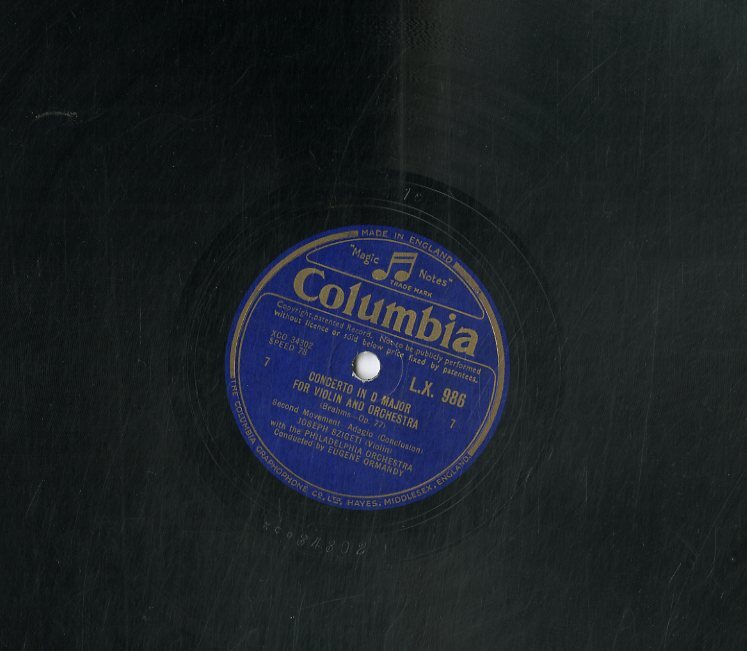 MADE IN ENGLAND
"Magic Notes"
TRADE MARK
Columbia
Copyright, patented Record. Not to be publicly performed
without licence or sold below price fixed by patentees.
XCO 34302
SPEED 78
7
L.X. 986
7
CONCERTO IN D MAJOR
FOR VIOLIN AND ORCHESTRA
(Brahms—Op. 77)
Second Movement Adagio (Conclusion)
JOSEPH SZIGETI (Violin)
with the PHILADELPHIA ORCHESTRA
Conducted by EUGENE ORMANDY
THE COLUMBIA GRAPHOPHONE CO., LTD, HAYES, MIDDLESEX, ENGLAND.